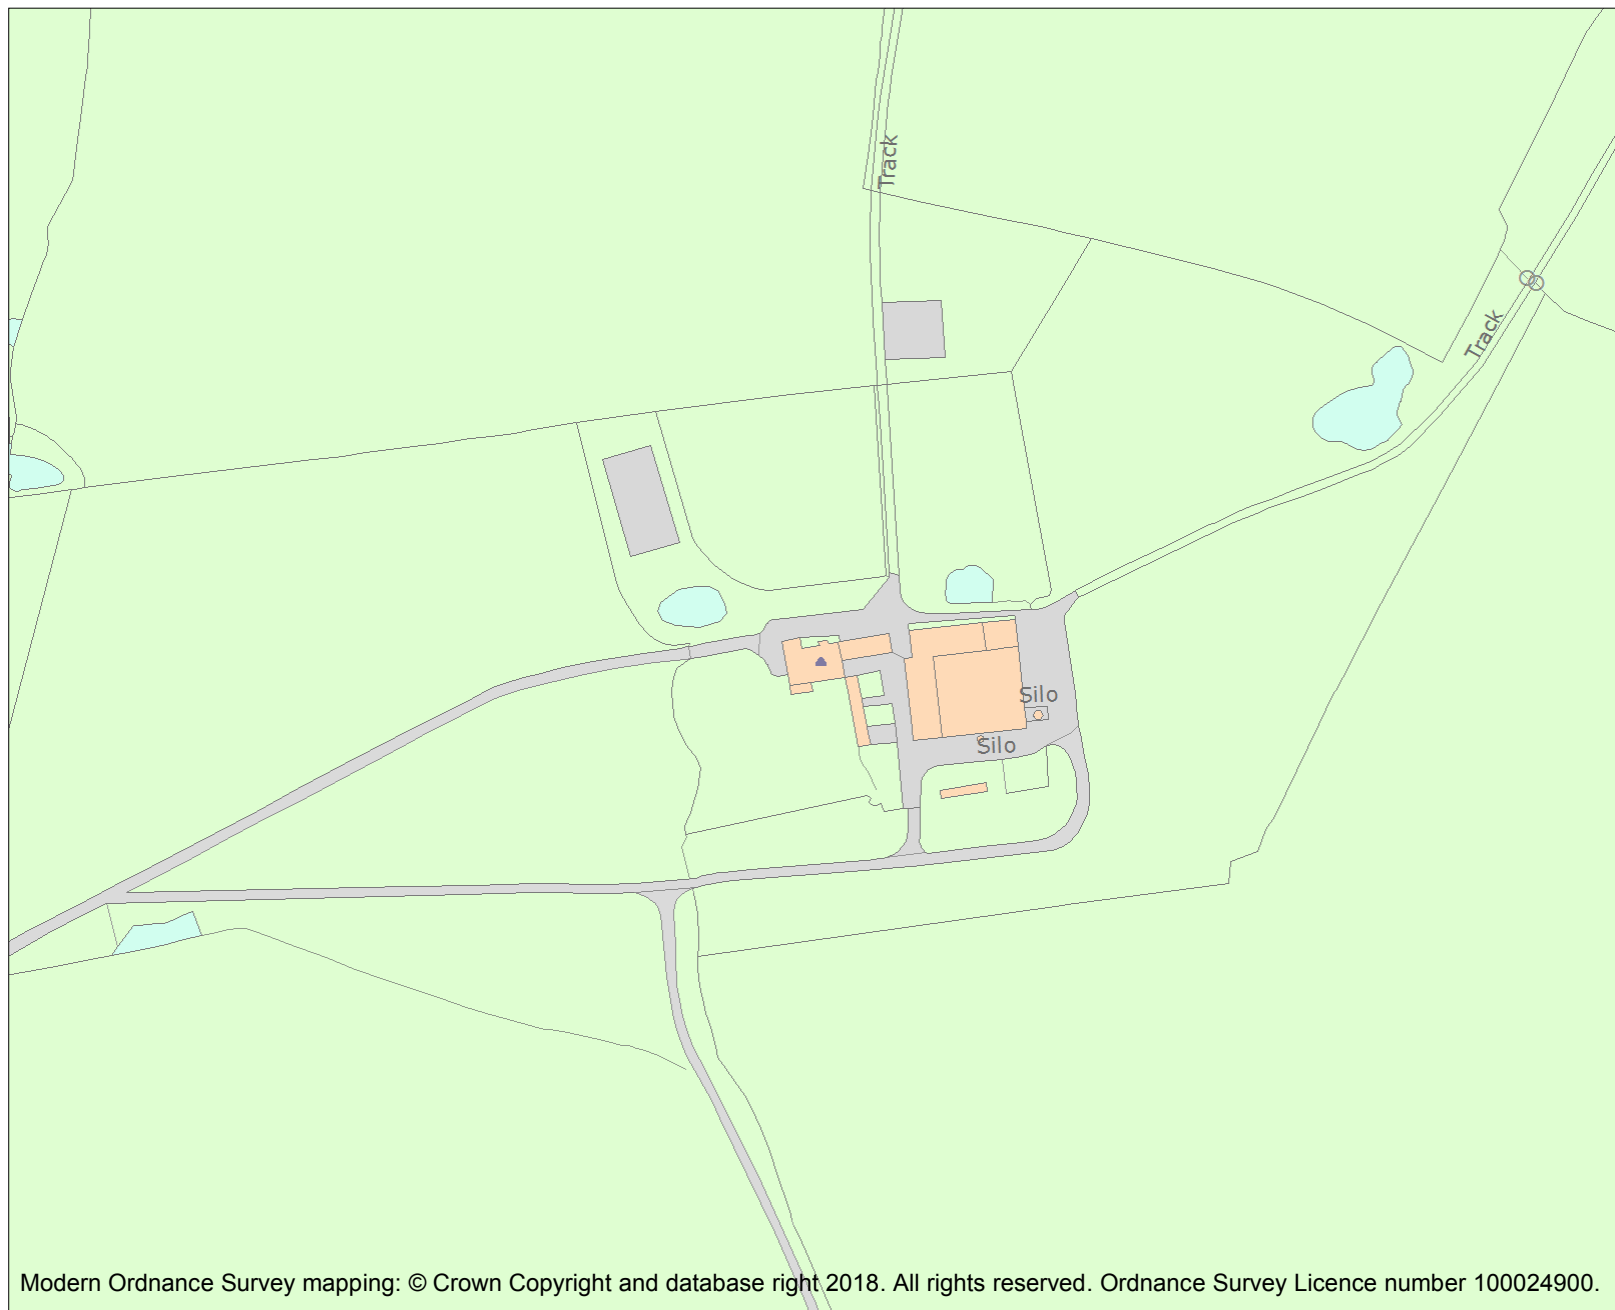 Track
Track
Silo
Silo
Modern Ordnance Survey mapping: © Crown Copyright and database right 2018. All rights reserved. Ordnance Survey Licence number 100024900.